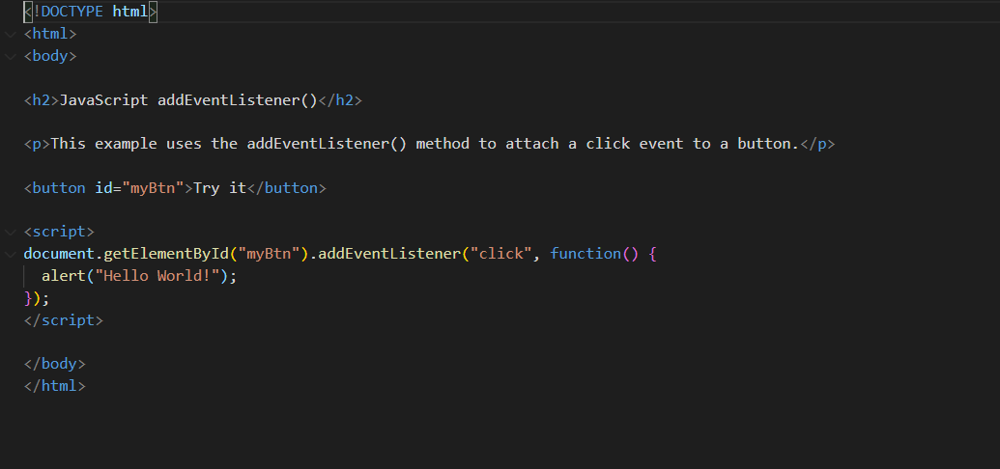 <!DOCTYPE html>
<html>
<body>
<h2>JavaScript addEventListener()</h2>
<p>This example uses the addEventListener() method to attach a click event to a button.</p>
<button id="myBtn">Try it</button>
<script>
document.getElementById("myBtn").addEventListener("click", function() {
  alert("Hello World!");
});
</script>
</body>
</html>